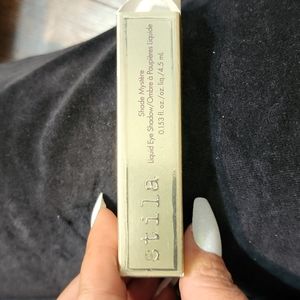 Shade Mystère
Liquid Eye Shadow/Ombre à Paupières Liquide
0.153 fl. oz./oz. liq./4.5 ml
stila